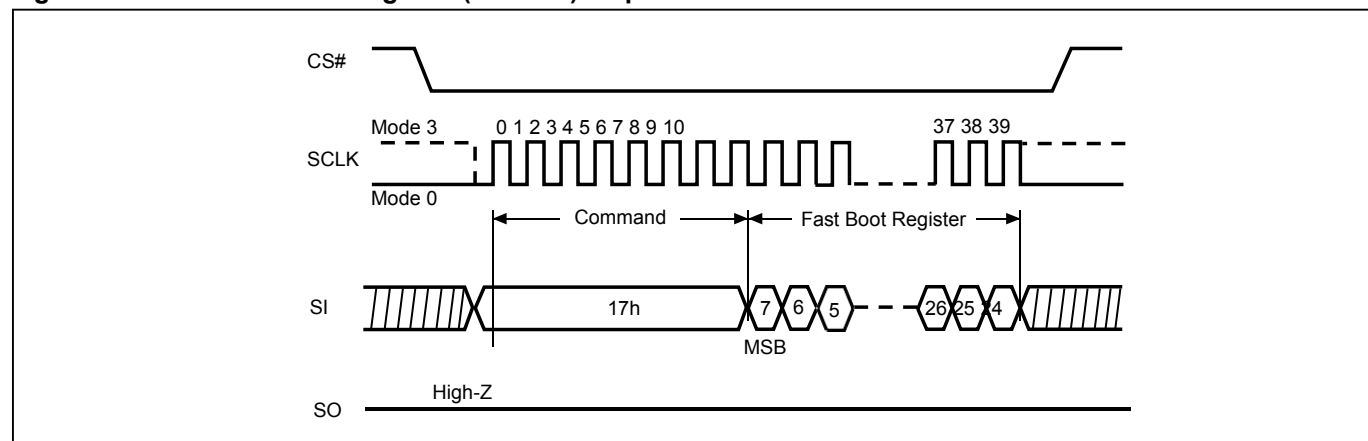 CS#
Mode 3
0 1 2 3 4 5 6 7 8 9 10
37 38 39
SCLK
Mode 0
Command
Fast Boot Register
SI
17h
7
6
5
26
25
24
MSB
High-Z
SO